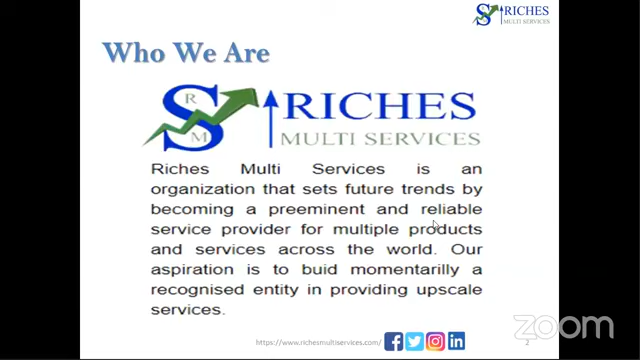 RICHES
MULTI SERVICES
Who We Are
R
M
S
RICHES
MULTI SERVICES
Riches Multi Services is an
organization that sets future trends by
becoming a preeminent and reliable
service provider for multiple products
and services across the world. Our
aspiration is to buid momentarily a
recognised entity in providing upscale
services.
https://www.richesmultiservices.com/
2
zoom